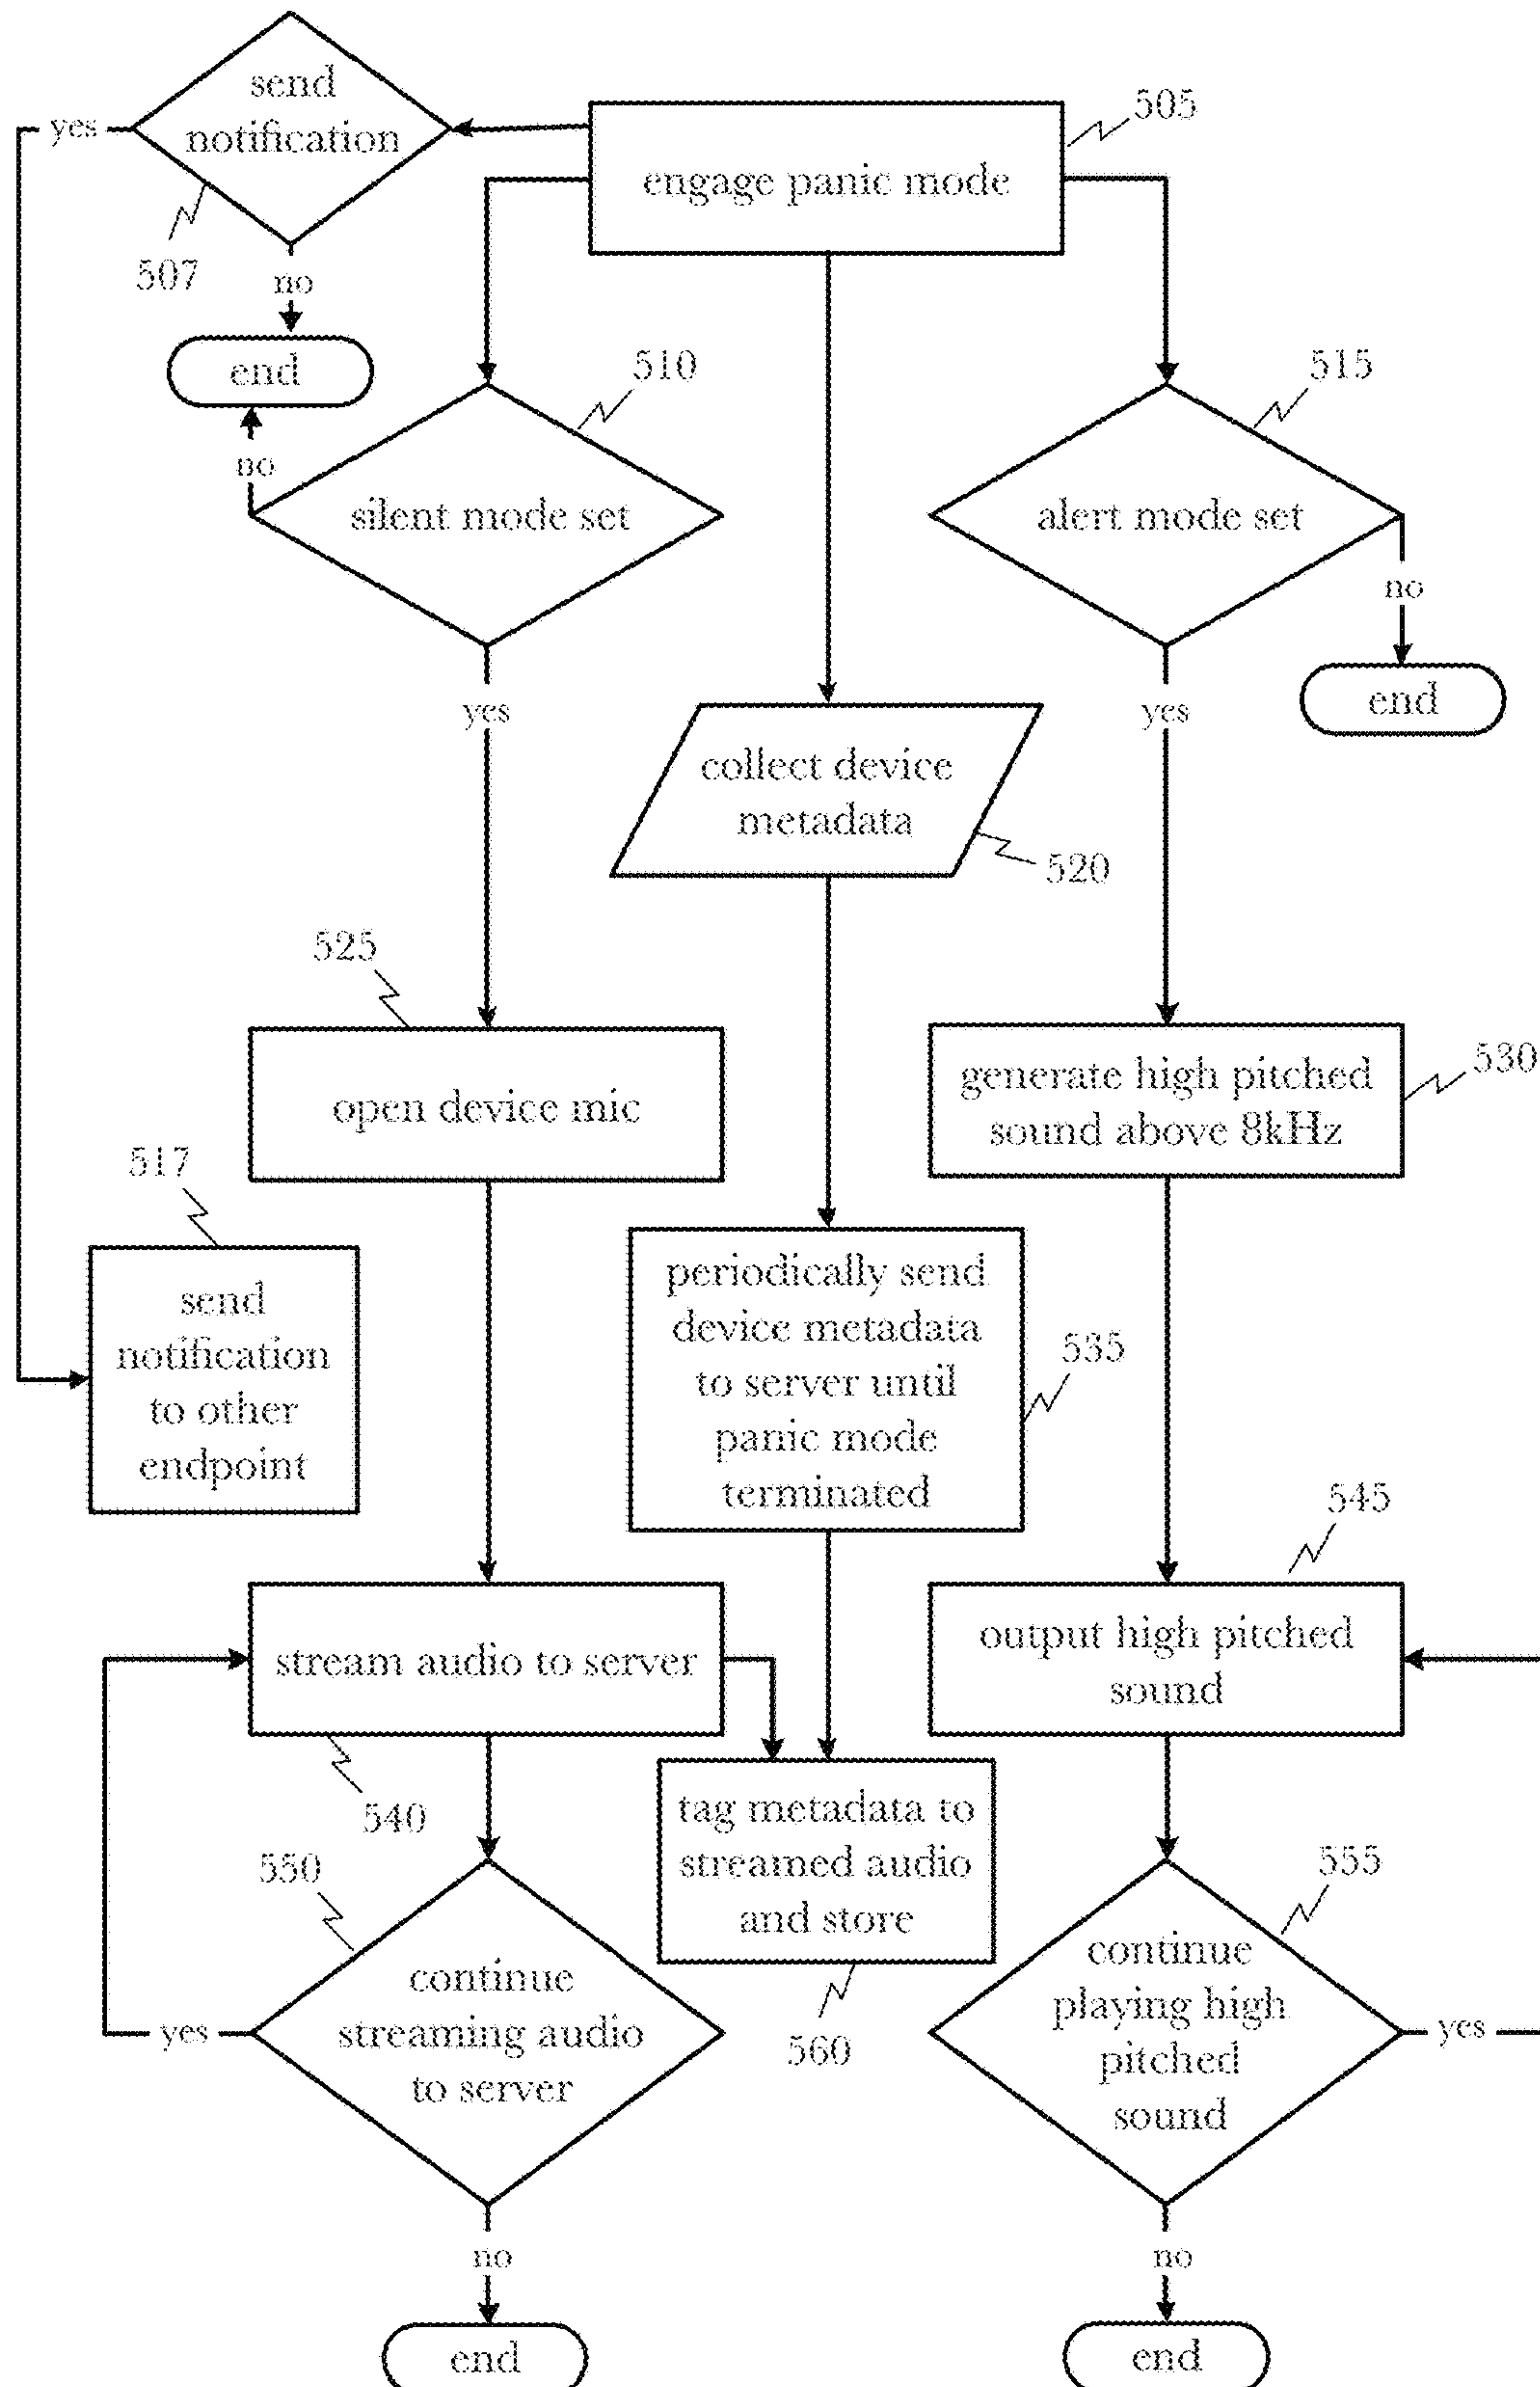 send
notification
yes
505
engage panic mode
507
no
end
510
515
no
silent mode set
alert mode set
no
end
yes
yes
collect device
metadata
520
525
open device mic
generate high pitched
sound above 8kHz
530
517
send
notification
to other
endpoint
periodically send
device metadata
to server until
panic mode
terminated
535
545
stream audio to server
output high pitched
sound
540
tag metadata to
streamed audio
and store
550
555
continue
streaming audio
to server
yes
560
continue
playing high
pitched
sound
yes
no
no
end
end